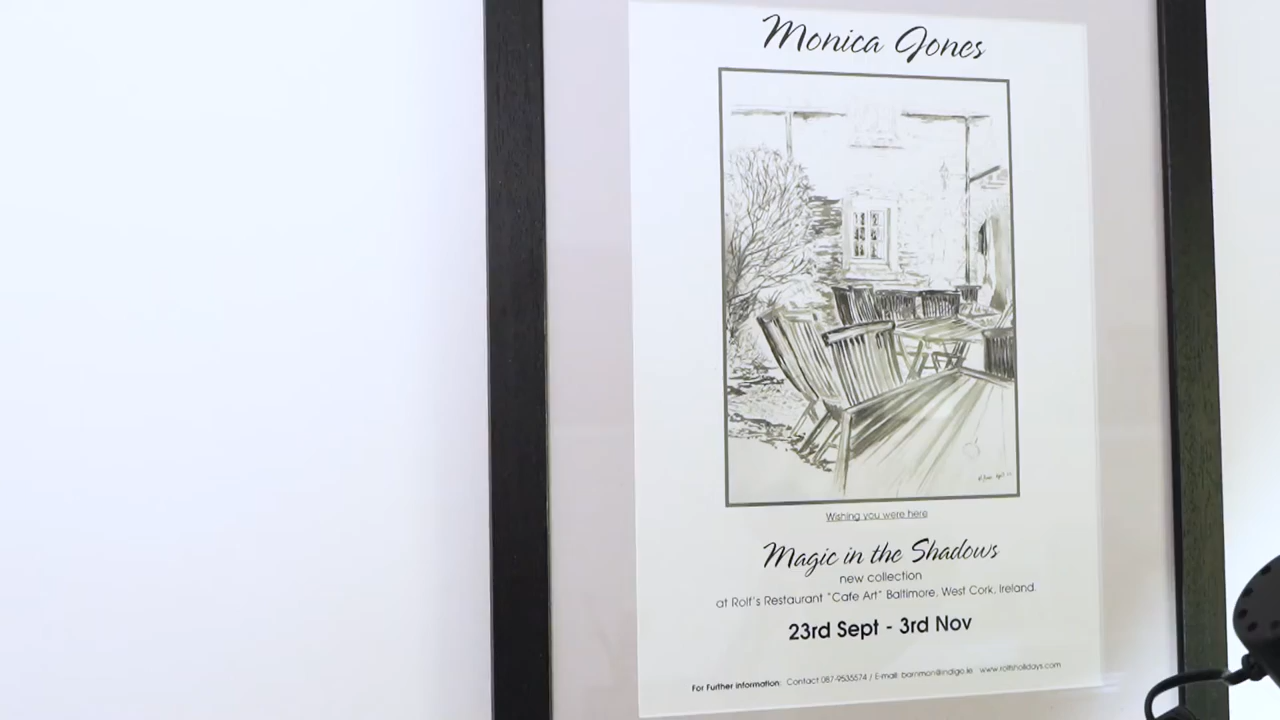 Monica Jones
Wishing you were here
Magic in the Shadows
new collection
at Rolf's Restaurant "Cafe Art" Baltimore, West Cork, Ireland.
23rd Sept - 3rd Nov
For Further information: Contact 087-9535574 / E-mail: barnmon@indigo.ie www.rolfsholidays.com